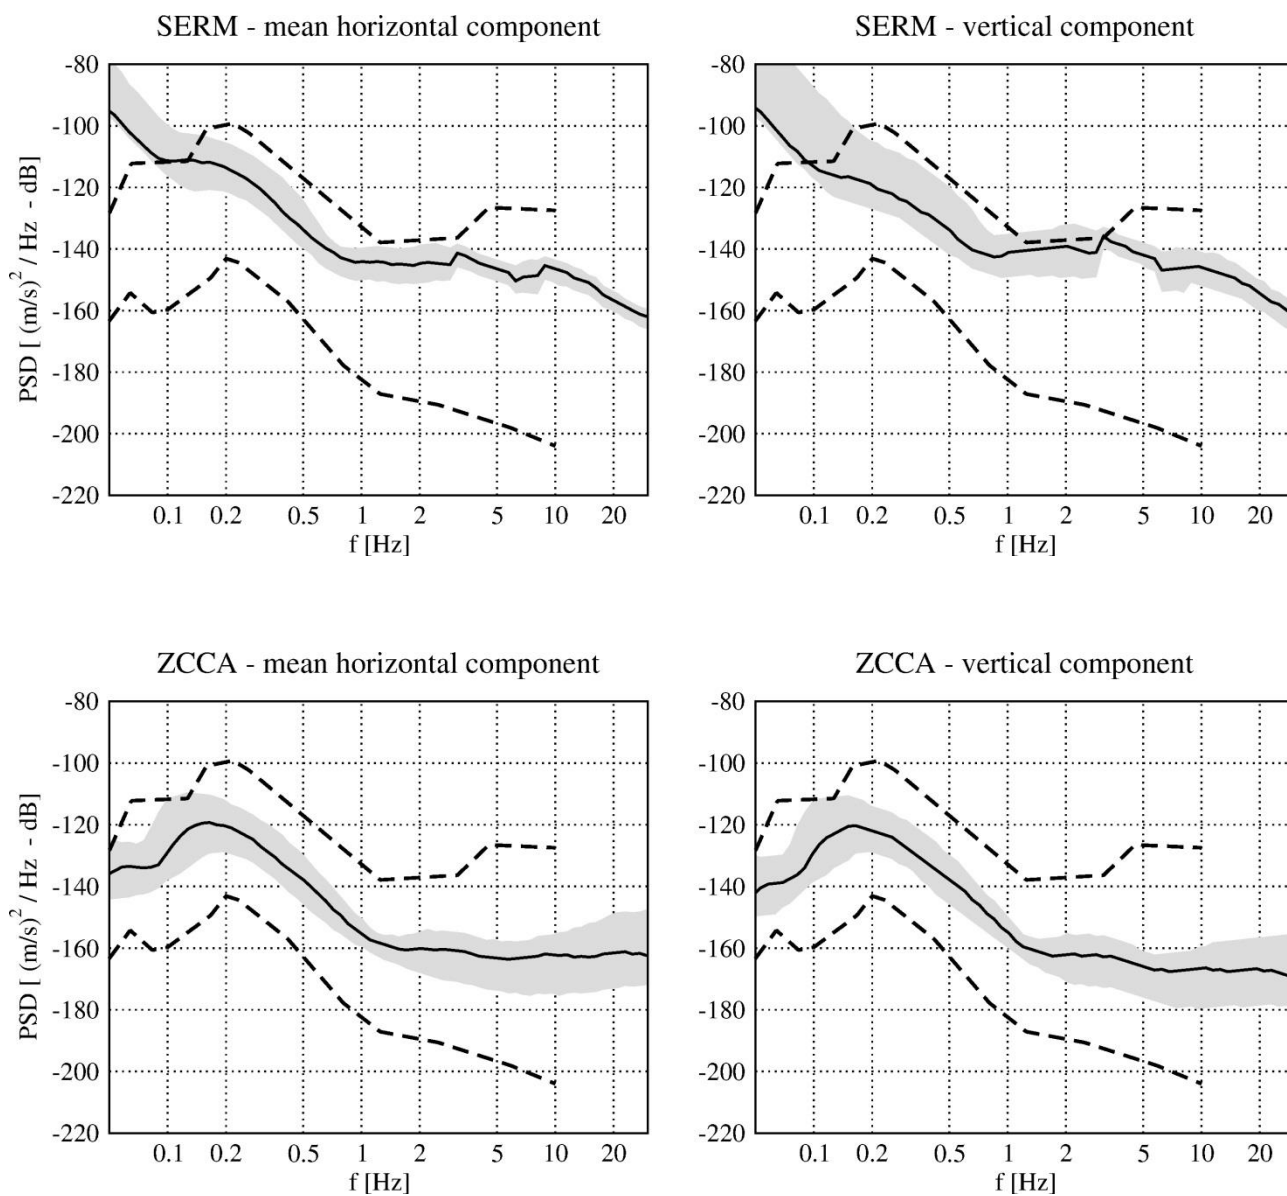 SERM - mean horizontal component
SERM - vertical component
-80
-100
-120
-140
-160
-180
-200
-220
PSD [ (m/s)² / Hz - dB]
0.1 0.2 0.5 1 2 5 10 20
f [Hz]
-80
-100
-120
-140
-160
-180
-200
-220
0.1 0.2 0.5 1 2 5 10 20
f [Hz]
ZCCA - mean horizontal component
ZCCA - vertical component
-80
-100
-120
-140
-160
-180
-200
-220
PSD [ (m/s)² / Hz - dB]
0.1 0.2 0.5 1 2 5 10 20
f [Hz]
-80
-100
-120
-140
-160
-180
-200
-220
0.1 0.2 0.5 1 2 5 10 20
f [Hz]